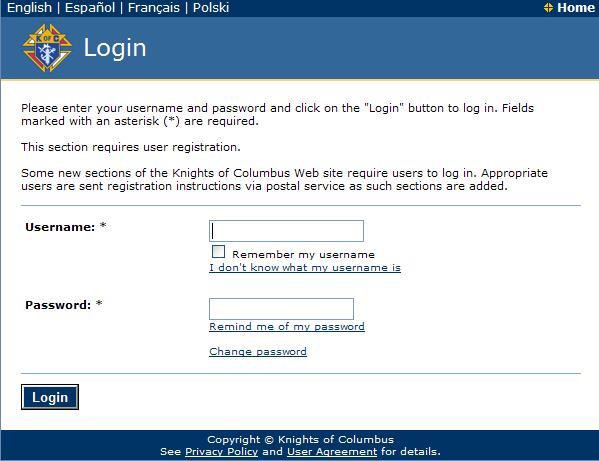 English | Español | Français | Polski
Home
K OF C
Login
Please enter your username and password and click on the "Login" button to log in. Fields
marked with an asterisk (*) are required.
This section requires user registration.
Some new sections of the Knights of Columbus Web site require users to log in. Appropriate
users are sent registration instructions via postal service as such sections are added.
Username: *
Remember my username
I don't know what my username is
Password: *
Remind me of my password
Change password
Login
Copyright © Knights of Columbus
See Privacy Policy and User Agreement for details.